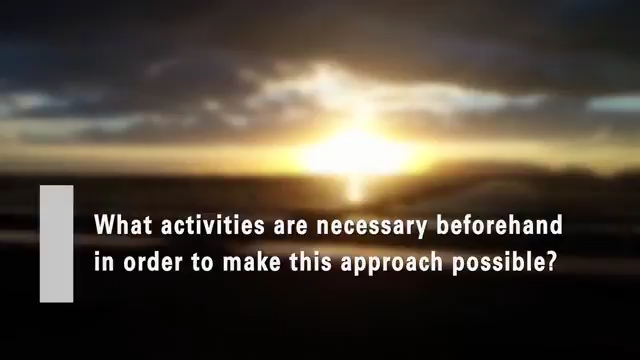 What activities are necessary beforehand
in order to make this approach possible?